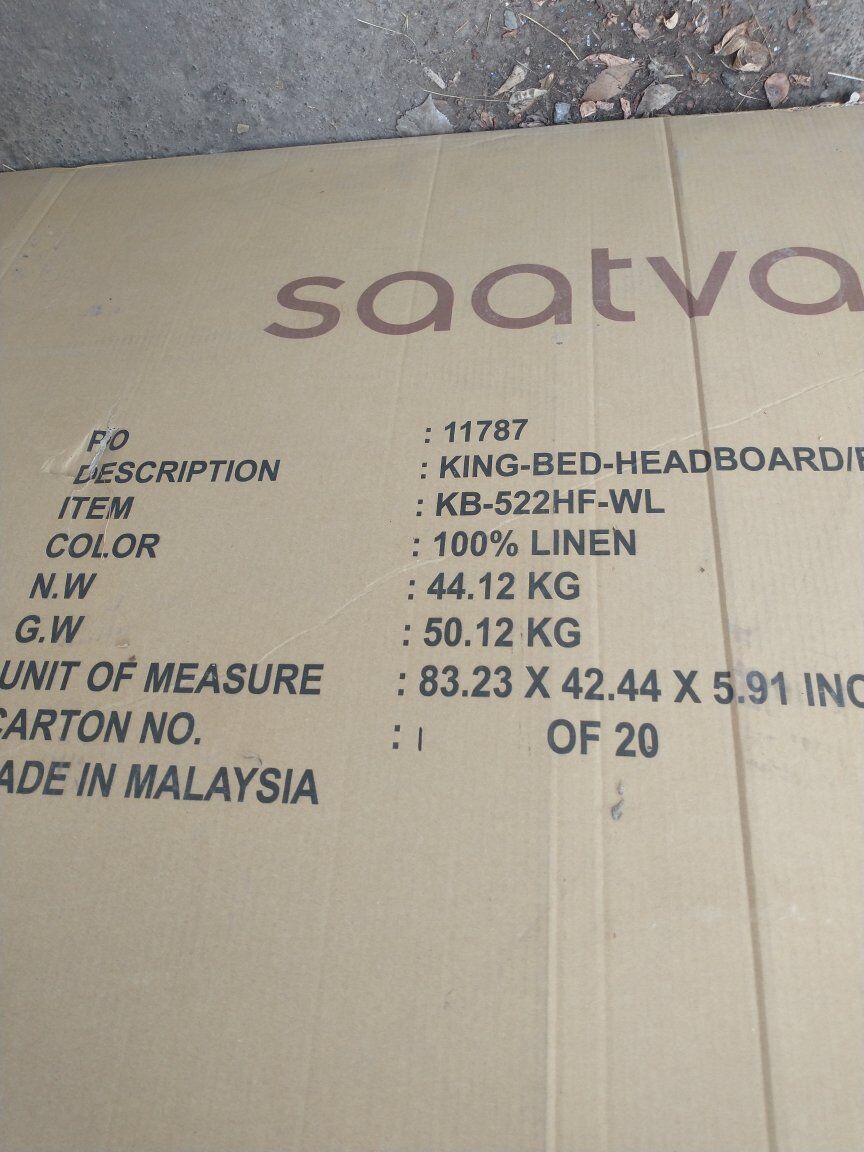 saatva
PO : 11787
DESCRIPTION : KING-BED-HEADBOARD/
ITEM : KB-522HF-WL
COLOR : 100% LINEN
N.W : 44.12 KG
G.W : 50.12 KG
UNIT OF MEASURE : 83.23 X 42.44 X 5.91 INC
CARTON NO. : 1 OF 20
ADE IN MALAYSIA